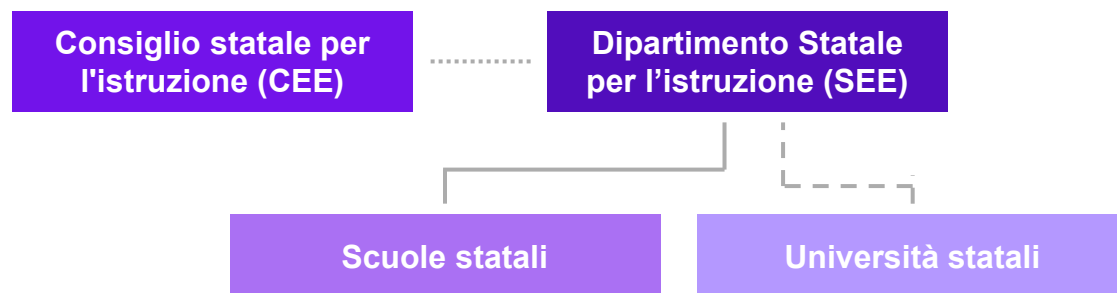 Consiglio statale per
l'istruzione (CEE)
Dipartimento Statale
per l’istruzione (SEE)
Scuole statali
Università statali